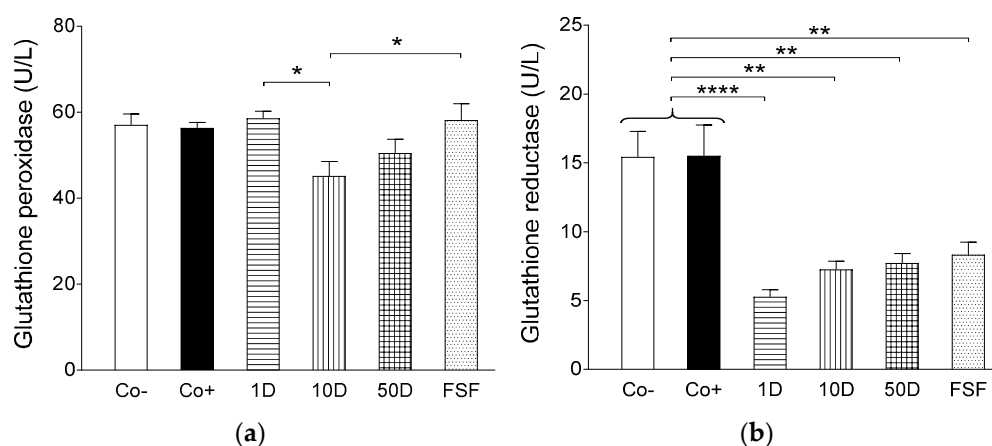 Glutathione peroxidase (U/L)
80
60
40
20
0
*
*
Co-
Co+
1D
10D
50D
FSF
(a)
Glutathione reductase (U/L)
25
20
15
10
5
0
**
**
**
****
Co-
Co+
1D
10D
50D
FSF
(b)